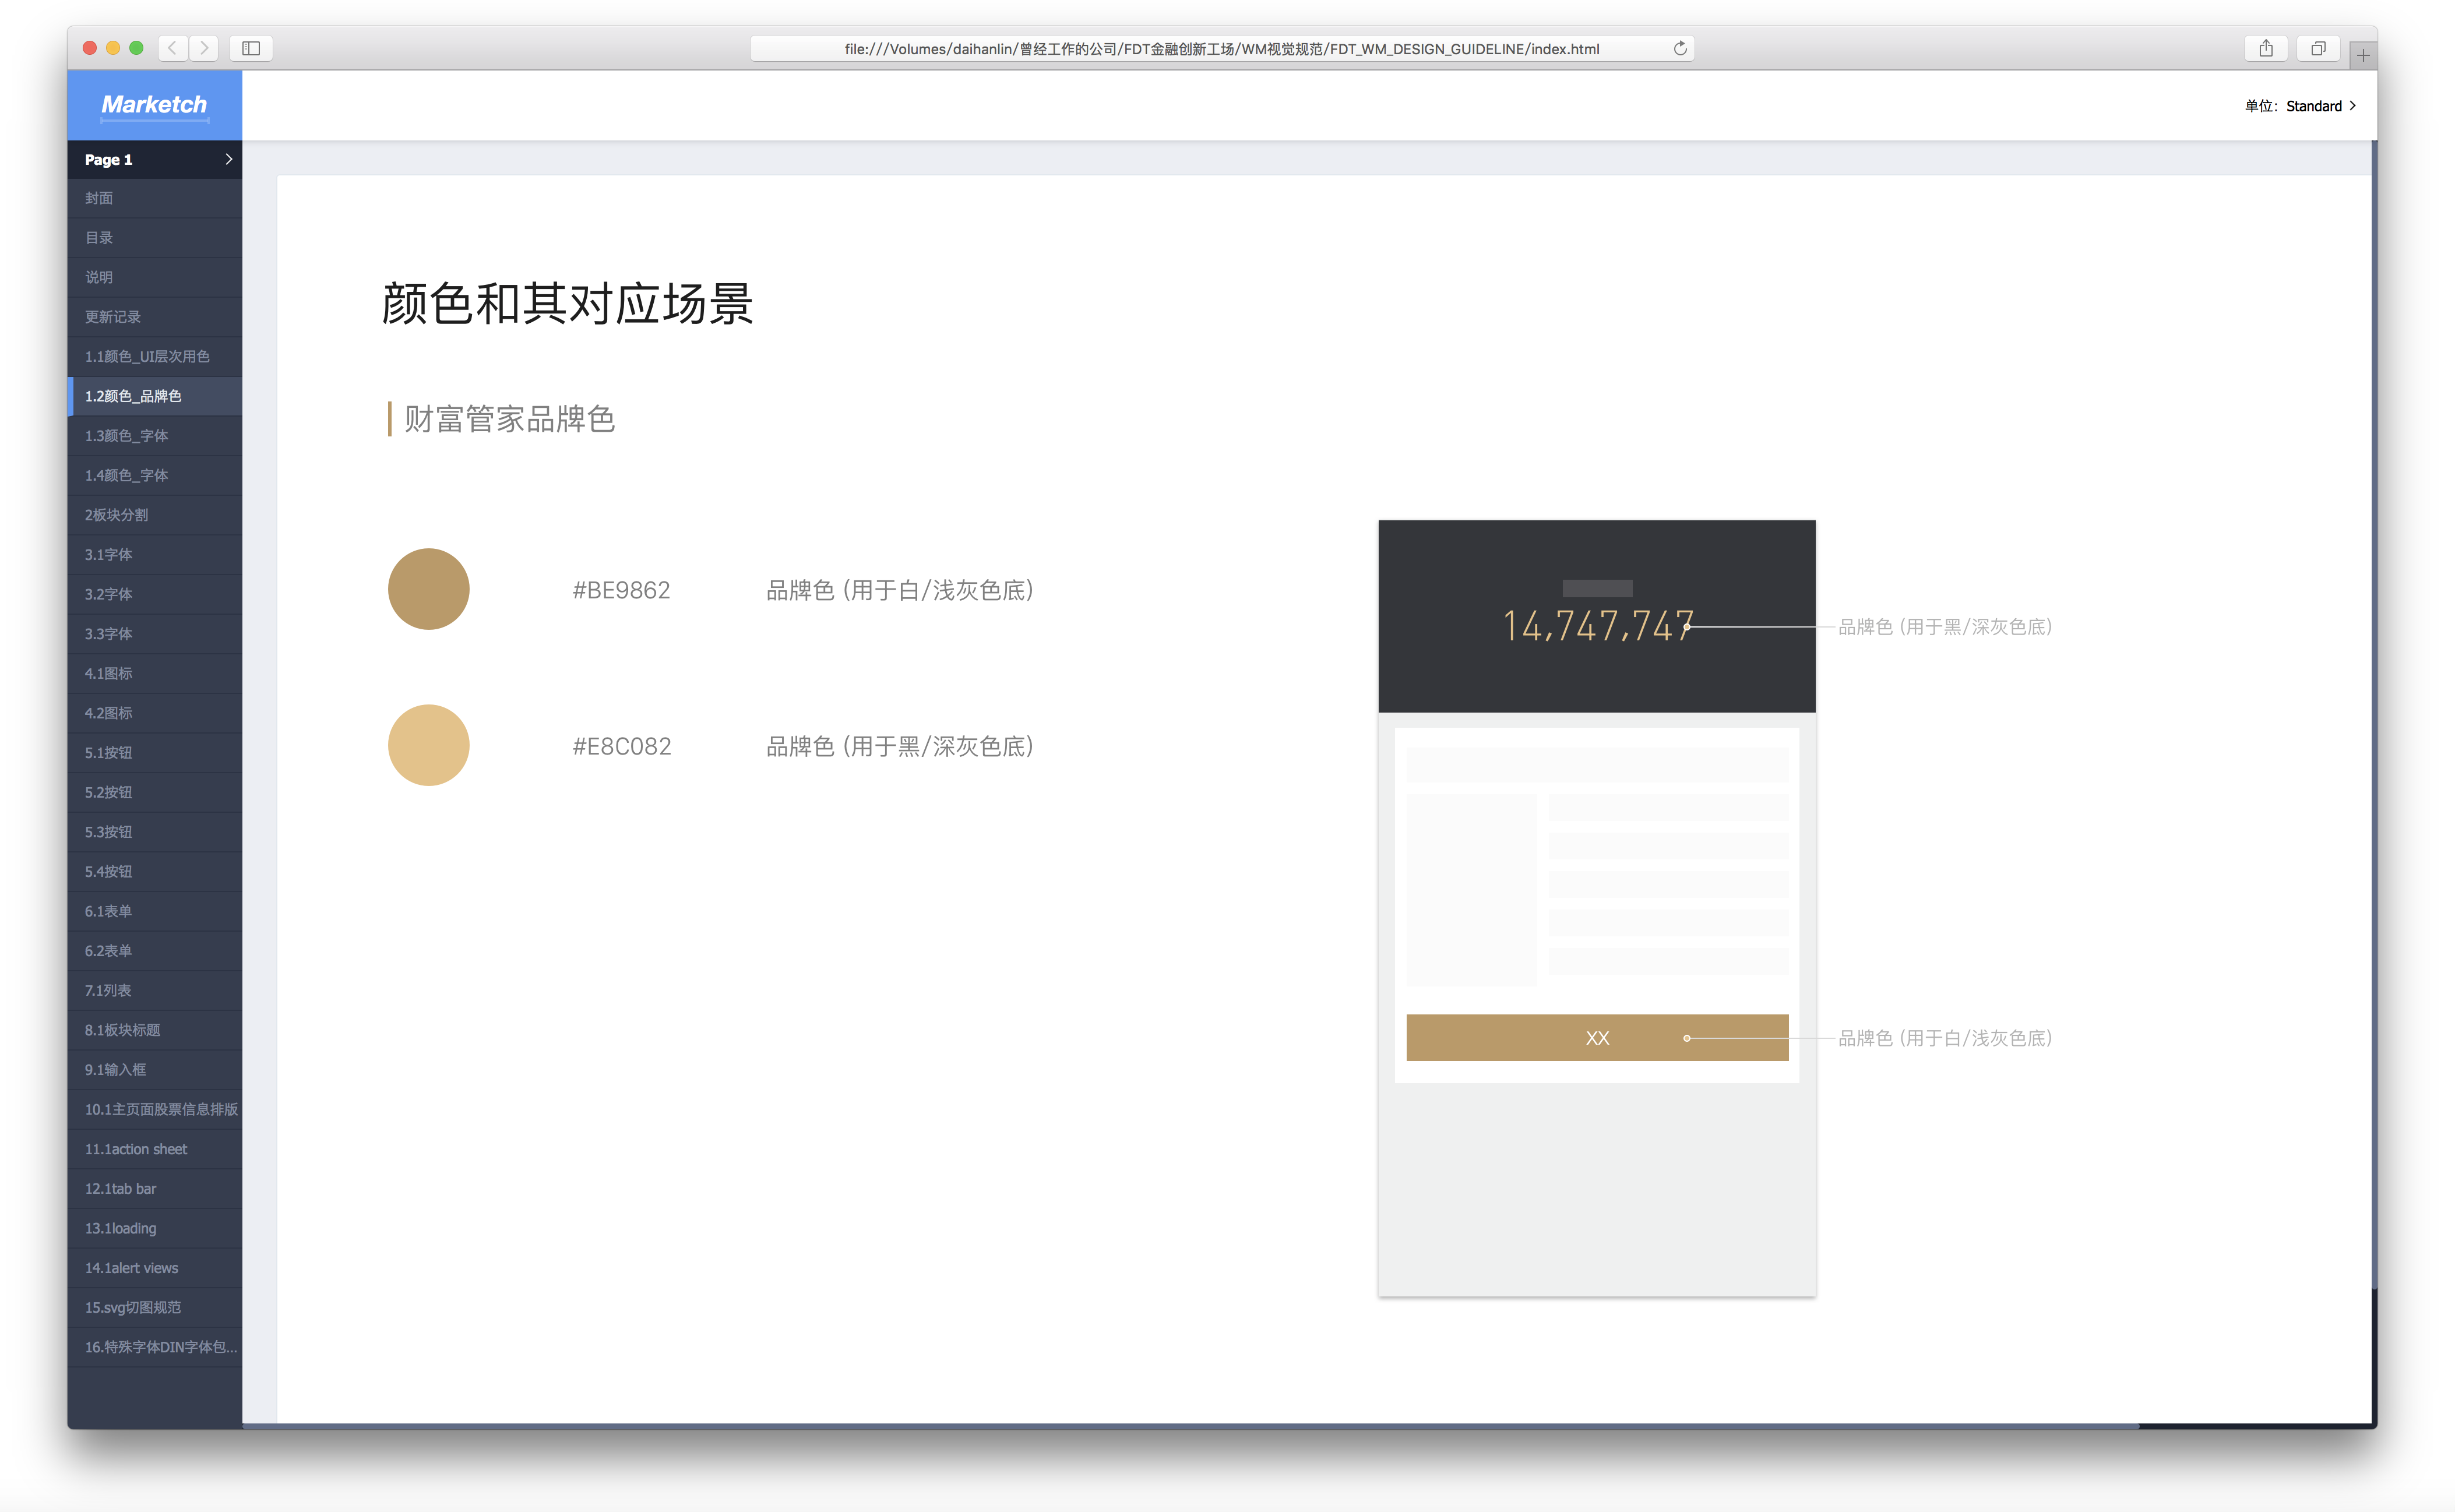 file:///Volumes/daihanlin/曾经工作的公司/FDT金融创新工场/WM视觉规范/FDT_WM_DESIGN_GUIDELINE/index.html
Marketch
单位: Standard
Page 1
封面
目录
说明
更新记录
1.1颜色_UI层次用色
1.2颜色_品牌色
1.3颜色_字体
1.4颜色_字体
2板块分割
3.1字体
3.2字体
3.3字体
4.1图标
4.2图标
5.1按钮
5.2按钮
5.3按钮
5.4按钮
6.1表单
6.2表单
7.1列表
8.1板块标题
9.1输入框
10.1主页面股票信息排版
11.1action sheet
12.1tab bar
13.1loading
14.1alert views
15.svg切图规范
16.特殊字体DIN字体包...
颜色和其对应场景
财富管家品牌色
#BE9862 品牌色 (用于白/浅灰色底)
#E8C082 品牌色 (用于黑/深灰色底)
14,747,747
品牌色 (用于黑/深灰色底)
XX
品牌色 (用于白/浅灰色底)